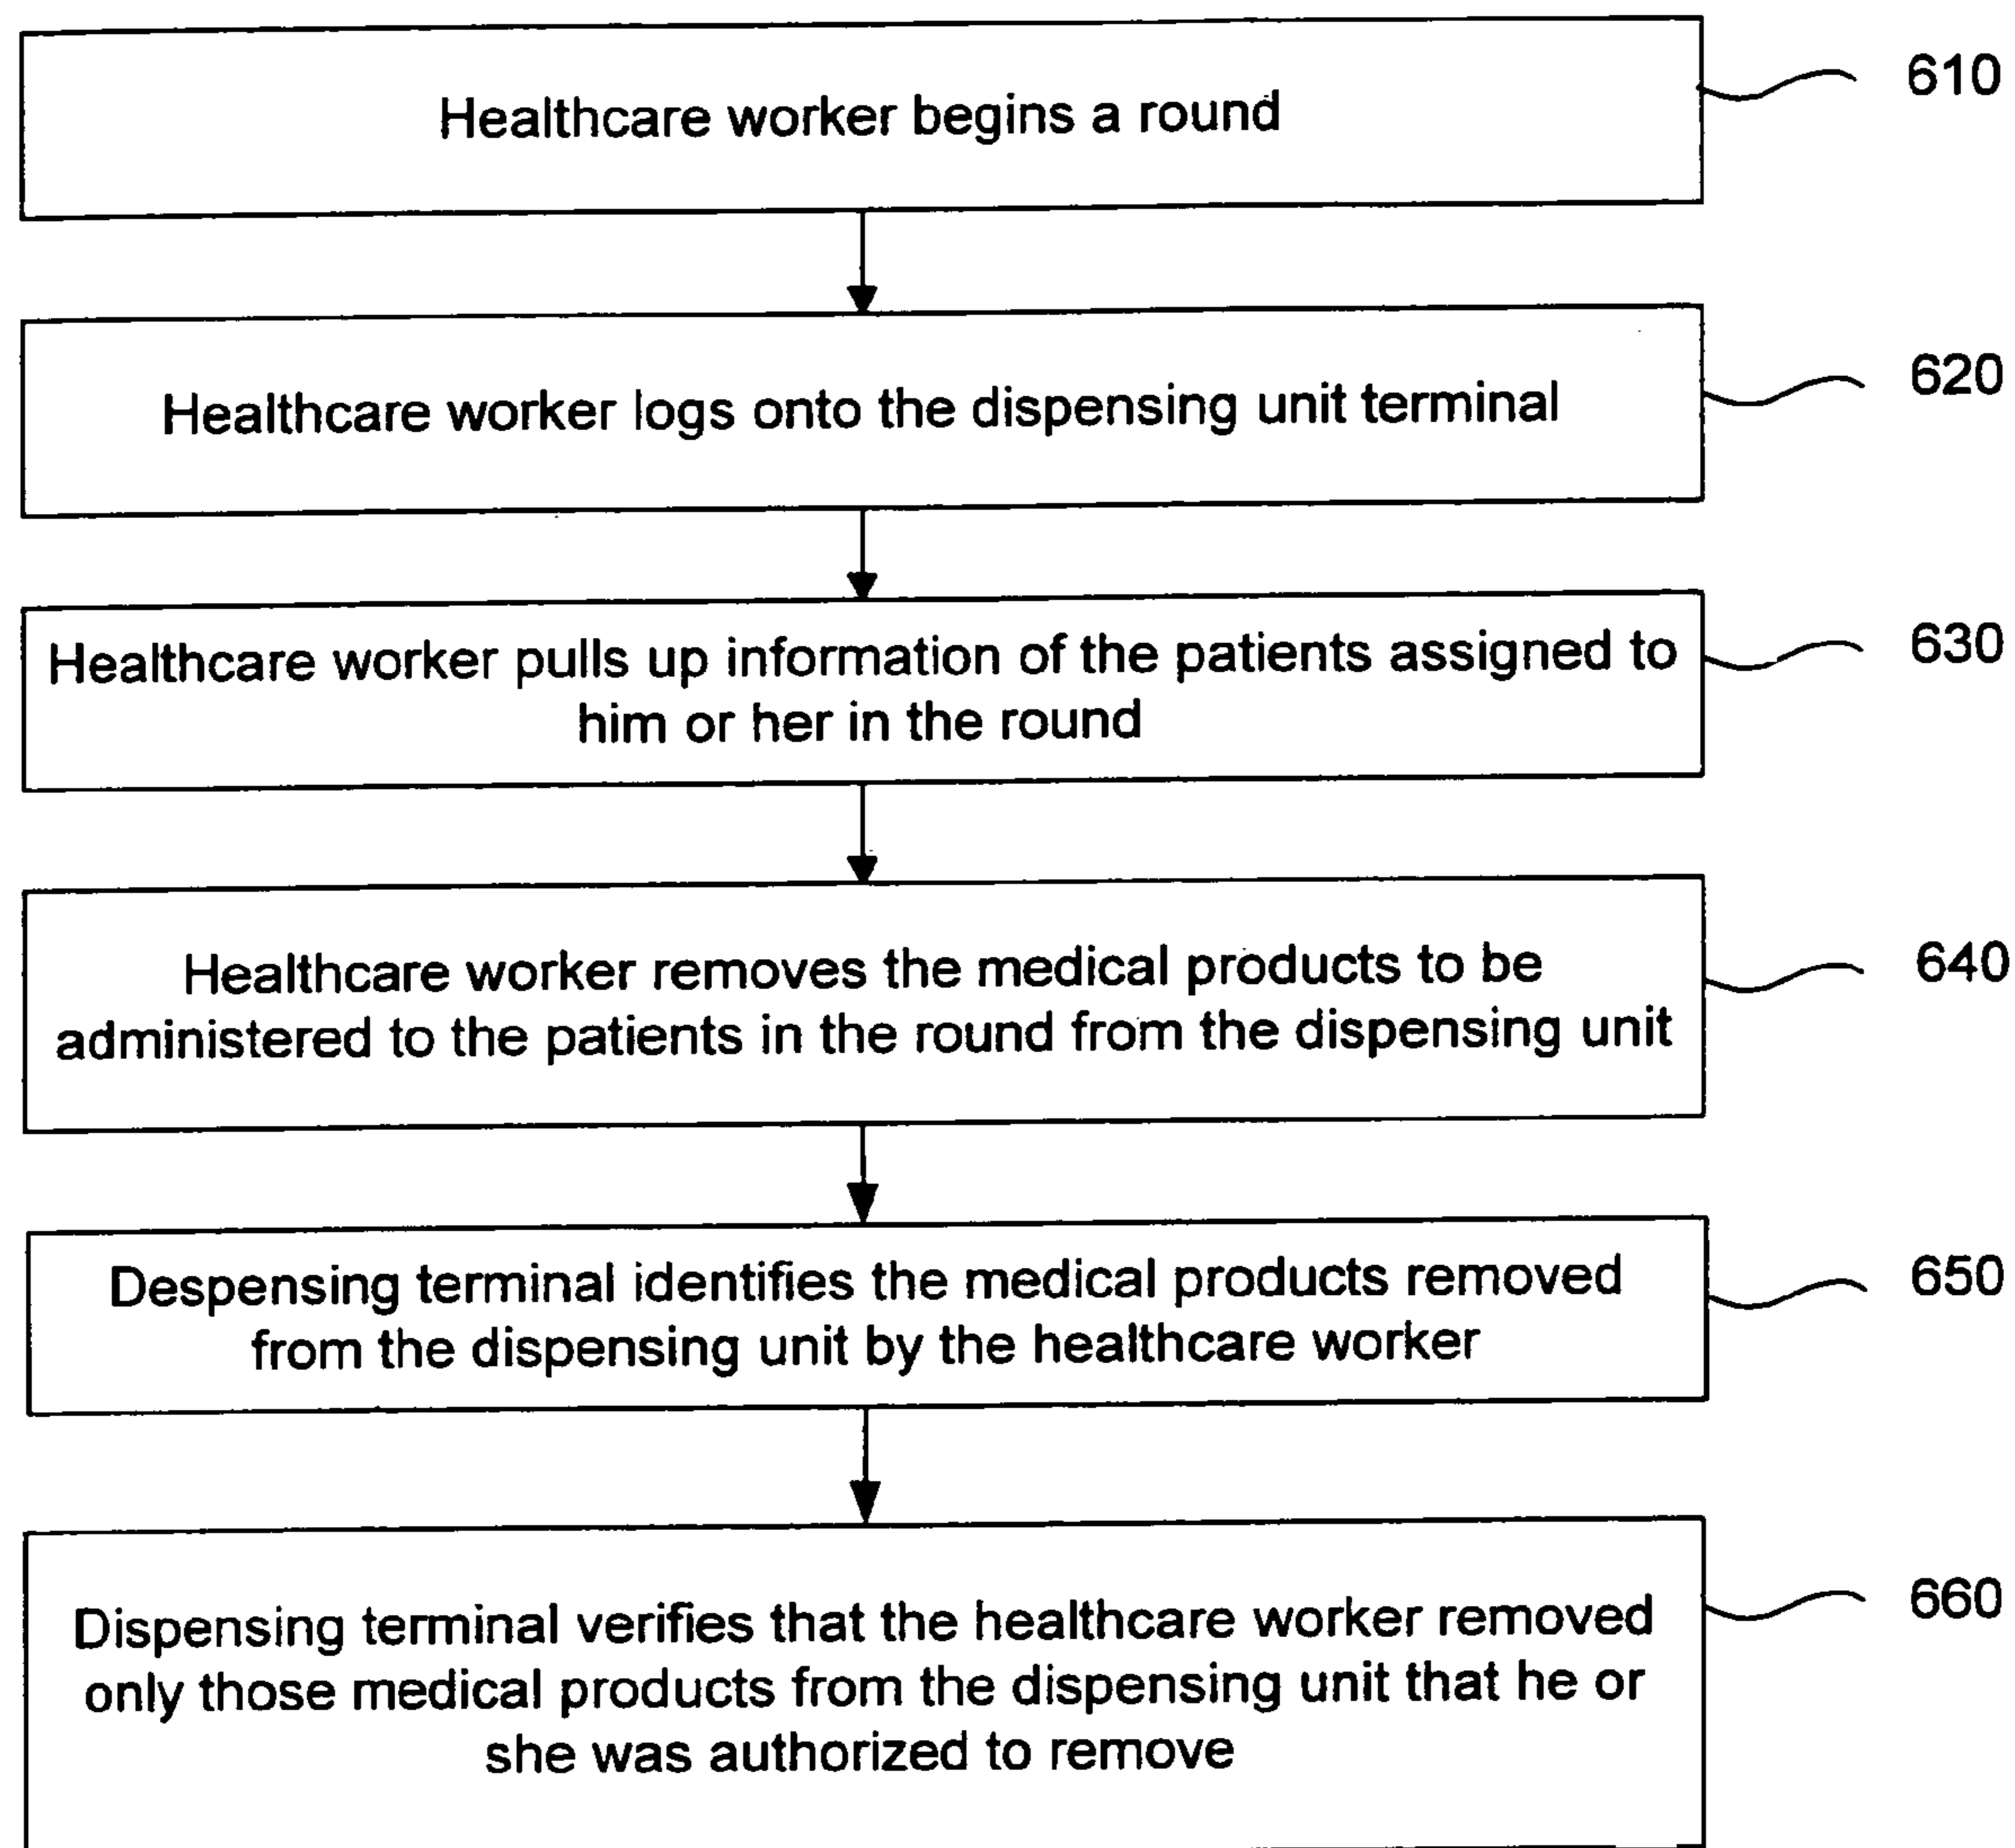 Healthcare worker begins a round
610
Healthcare worker logs onto the dispensing unit terminal
620
Healthcare worker pulls up information of the patients assigned to
him or her in the round
630
Healthcare worker removes the medical products to be
administered to the patients in the round from the dispensing unit
640
Despensing terminal identifies the medical products removed
from the dispensing unit by the healthcare worker
650
Dispensing terminal verifies that the healthcare worker removed
only those medical products from the dispensing unit that he or
she was authorized to remove
660